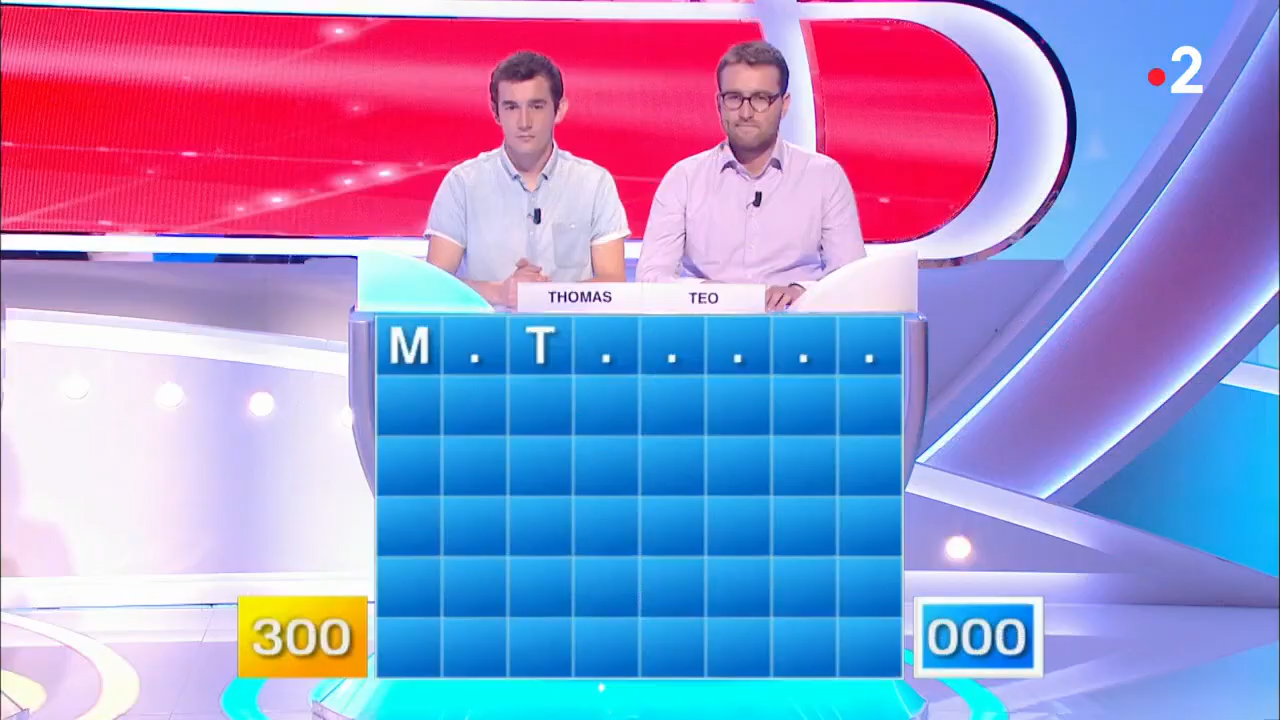 2
THOMAS TEO
M . T . . . . .
300
000